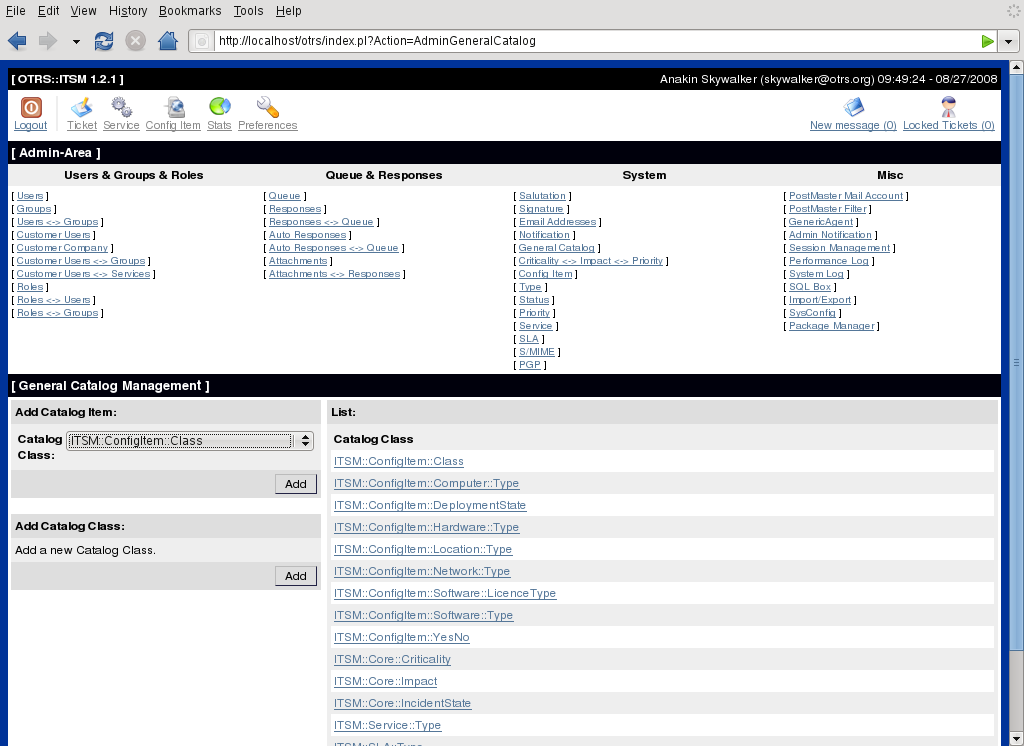 File Edit View History Bookmarks Tools Help
http://localhost/otrs/index.pl?Action=AdminGeneralCatalog
[ OTRS::ITSM 1.2.1 ] Anakin Skywalker (skywalker@otrs.org) 09:49:24 - 08/27/2008
Logout Ticket Service Config Item Stats Preferences New message (0) Locked Tickets (0)
[ Admin-Area ]
Users & Groups & Roles Queue & Responses System Misc
[ Users ] [ Queue ] [ Salutation ] [ PostMaster Mail Account ]
[ Groups ] [ Responses ] [ Signature ] [ PostMaster Filter ]
[ Users <-> Groups ] [ Responses <-> Queue ] [ Email Addresses ] [ GenericAgent ]
[ Customer Users ] [ Auto Responses ] [ Notification ] [ Admin Notification ]
[ Customer Company ] [ Auto Responses <-> Queue ] [ General Catalog ] [ Session Management ]
[ Customer Users <-> Groups ] [ Attachments ] [ Criticality <-> Impact <-> Priority ] [ Performance Log ]
[ Customer Users <-> Services ] [ Attachments <-> Responses ] [ Config Item ] [ System Log ]
[ Roles ] [ Type ] [ SQL Box ]
[ Roles <-> Users ] [ Status ] [ Import/Export ]
[ Roles <-> Groups ] [ Priority ] [ SysConfig ]
[ Service ] [ Package Manager ]
[ SLA ]
[ S/MIME ]
[ PGP ]
[ General Catalog Management ]
Add Catalog Item:
Catalog Class: ITSM::ConfigItem::Class
Add
Add Catalog Class:
Add a new Catalog Class.
Add
List:
Catalog Class
ITSM::ConfigItem::Class
ITSM::ConfigItem::Computer::Type
ITSM::ConfigItem::DeploymentState
ITSM::ConfigItem::Hardware::Type
ITSM::ConfigItem::Location::Type
ITSM::ConfigItem::Network::Type
ITSM::ConfigItem::Software::LicenceType
ITSM::ConfigItem::Software::Type
ITSM::ConfigItem::YesNo
ITSM::Core::Criticality
ITSM::Core::Impact
ITSM::Core::IncidentState
ITSM::Service::Type
ITSM::SLA::Type